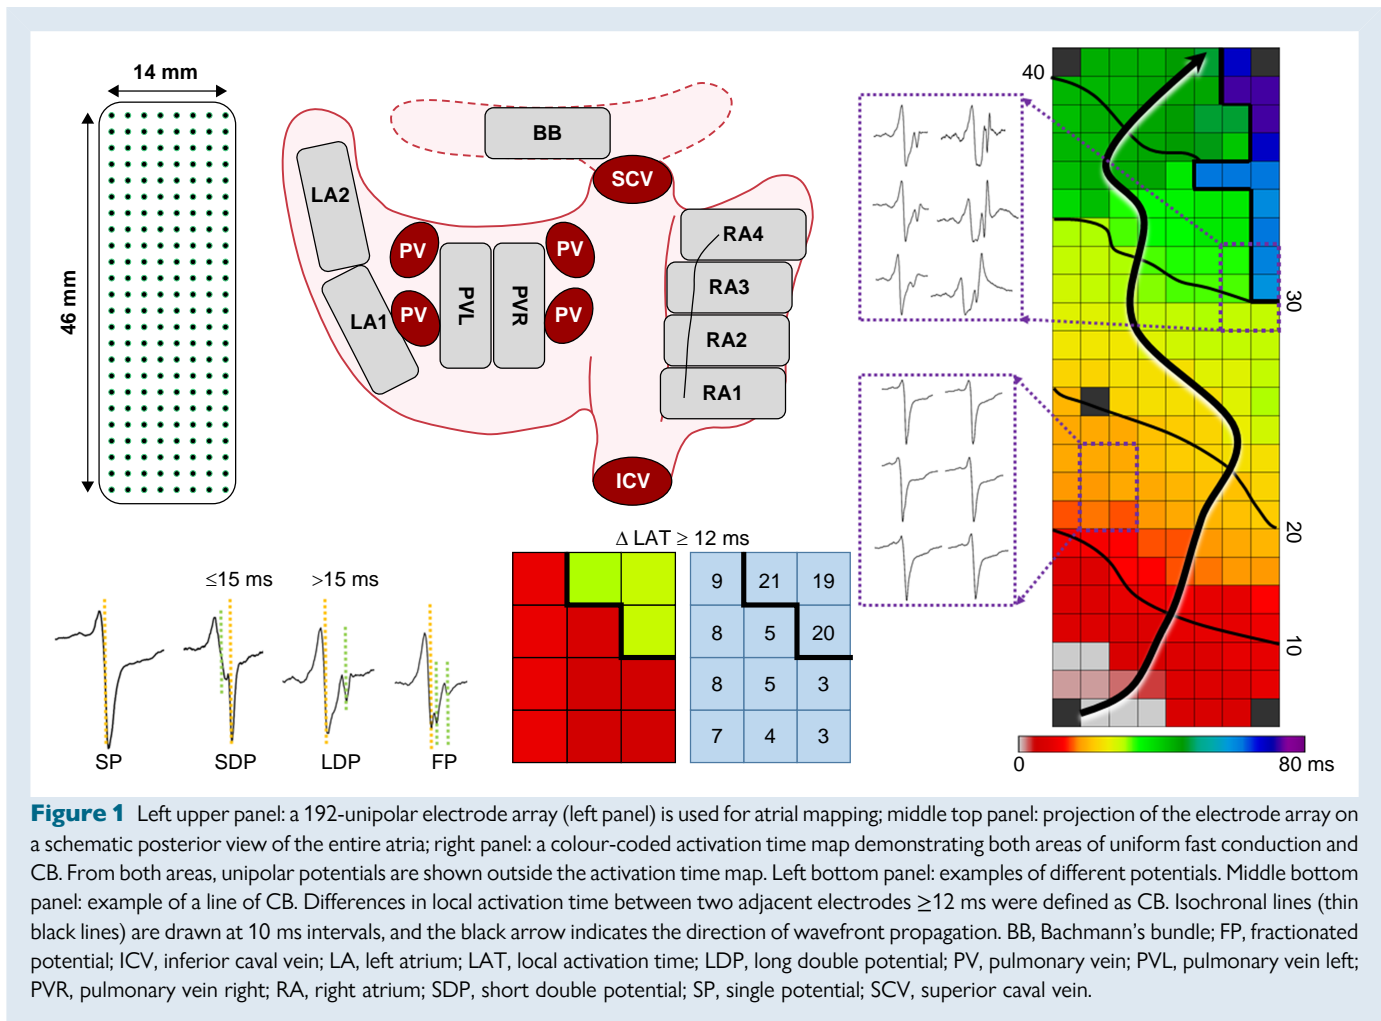 14 mm
46 mm
BB
SCV
LA2
PV
PV
RA4
PVL
PVR
RA3
LA1
PV
PV
RA2
RA1
ICV
40
30
20
10
0
80 ms
≤15 ms
>15 ms
SP
SDP
LDP
FP
Δ LAT ≥ 12 ms
9 21 19
8 5 20
8 5 3
7 4 3
Figure 1 Left upper panel: a 192-unipolar electrode array (left panel) is used for atrial mapping; middle top panel: projection of the electrode array on
a schematic posterior view of the entire atria; right panel: a colour-coded activation time map demonstrating both areas of uniform fast conduction and
CB. From both areas, unipolar potentials are shown outside the activation time map. Left bottom panel: examples of different potentials. Middle bottom
panel: example of a line of CB. Differences in local activation time between two adjacent electrodes ≥12 ms were defined as CB. Isochronal lines (thin
black lines) are drawn at 10 ms intervals, and the black arrow indicates the direction of wavefront propagation. BB, Bachmann's bundle; FP, fractionated
potential; ICV, inferior caval vein; LA, left atrium; LAT, local activation time; LDP, long double potential; PV, pulmonary vein; PVL, pulmonary vein left;
PVR, pulmonary vein right; RA, right atrium; SDP, short double potential; SP, single potential; SCV, superior caval vein.